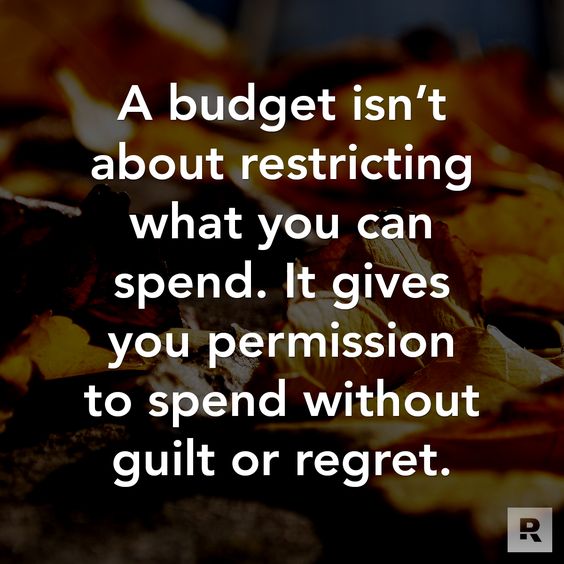 A budget isn’t
about restricting
what you can
spend. It gives
you permission
to spend without
guilt or regret.
R